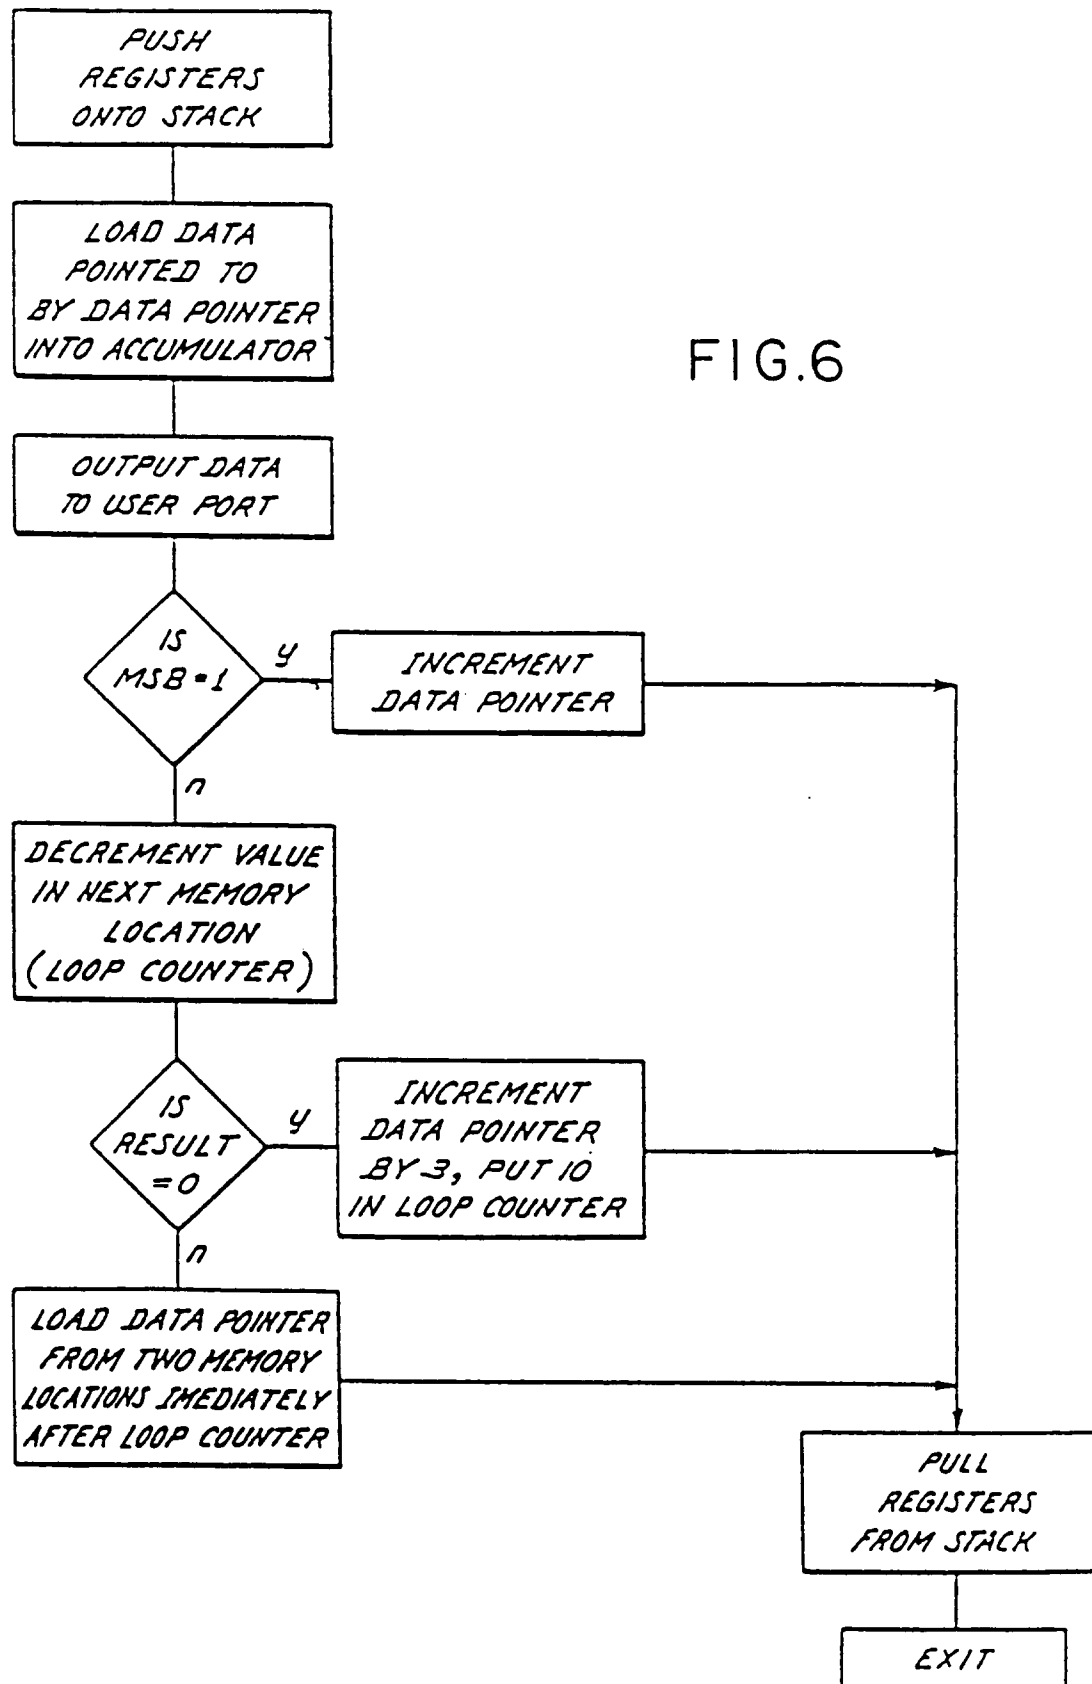 PUSH
REGISTERS
ONTO STACK
LOAD DATA
POINTED TO
BY DATA POINTER
INTO ACCUMULATOR
FIG.6
OUTPUT DATA
TO USER PORT
IS
MSB=1
y
INCREMENT
DATA POINTER
n
DECREMENT VALUE
IN NEXT MEMORY
LOCATION
(LOOP COUNTER)
IS
RESULT
=0
y
INCREMENT
DATA POINTER
BY 3, PUT 10
IN LOOP COUNTER
n
LOAD DATA POINTER
FROM TWO MEMORY
LOCATIONS IMEDIATELY
AFTER LOOP COUNTER
PULL
REGISTERS
FROM STACK
EXIT